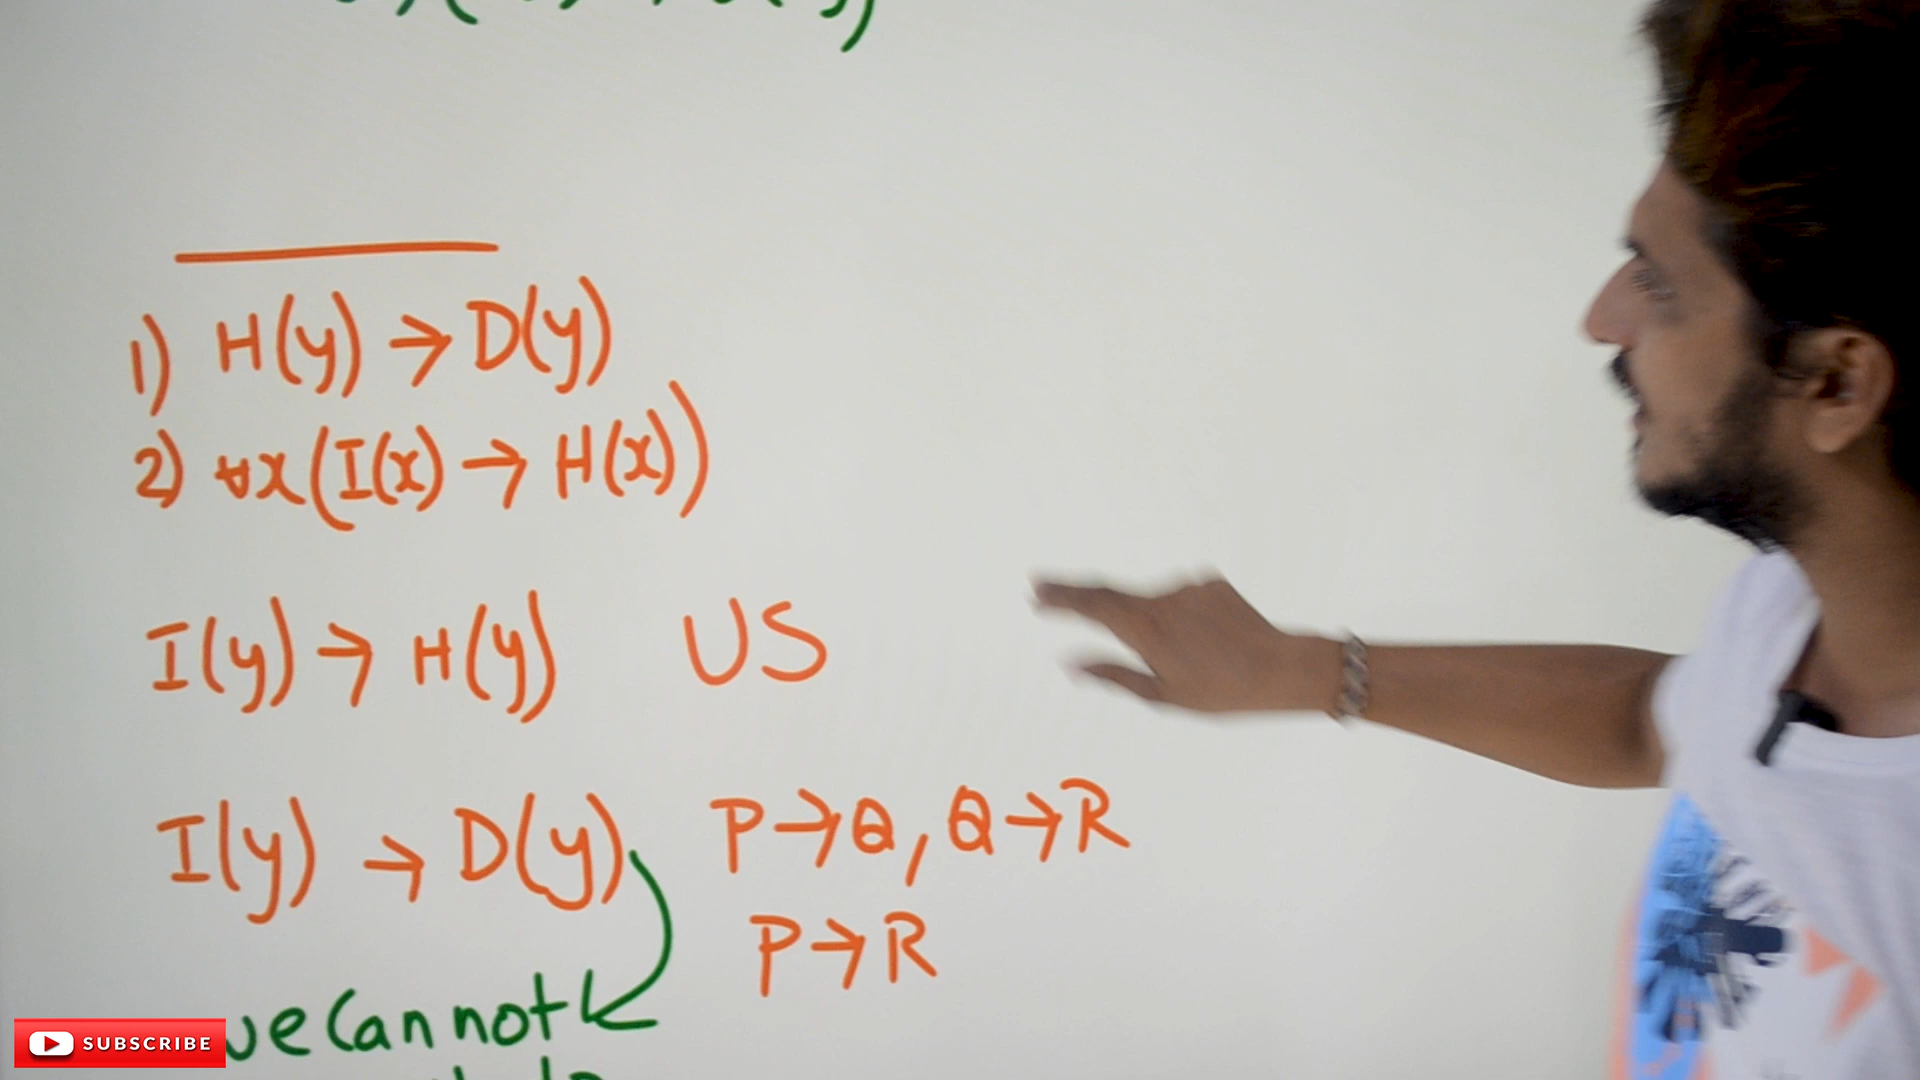 1) H(y) → D(y)
2) ∀x(I(x) → H(x))
I(y) → H(y) US
I(y) → D(y) P→Q, Q→R
P→R
we cannot
SUBSCRIBE